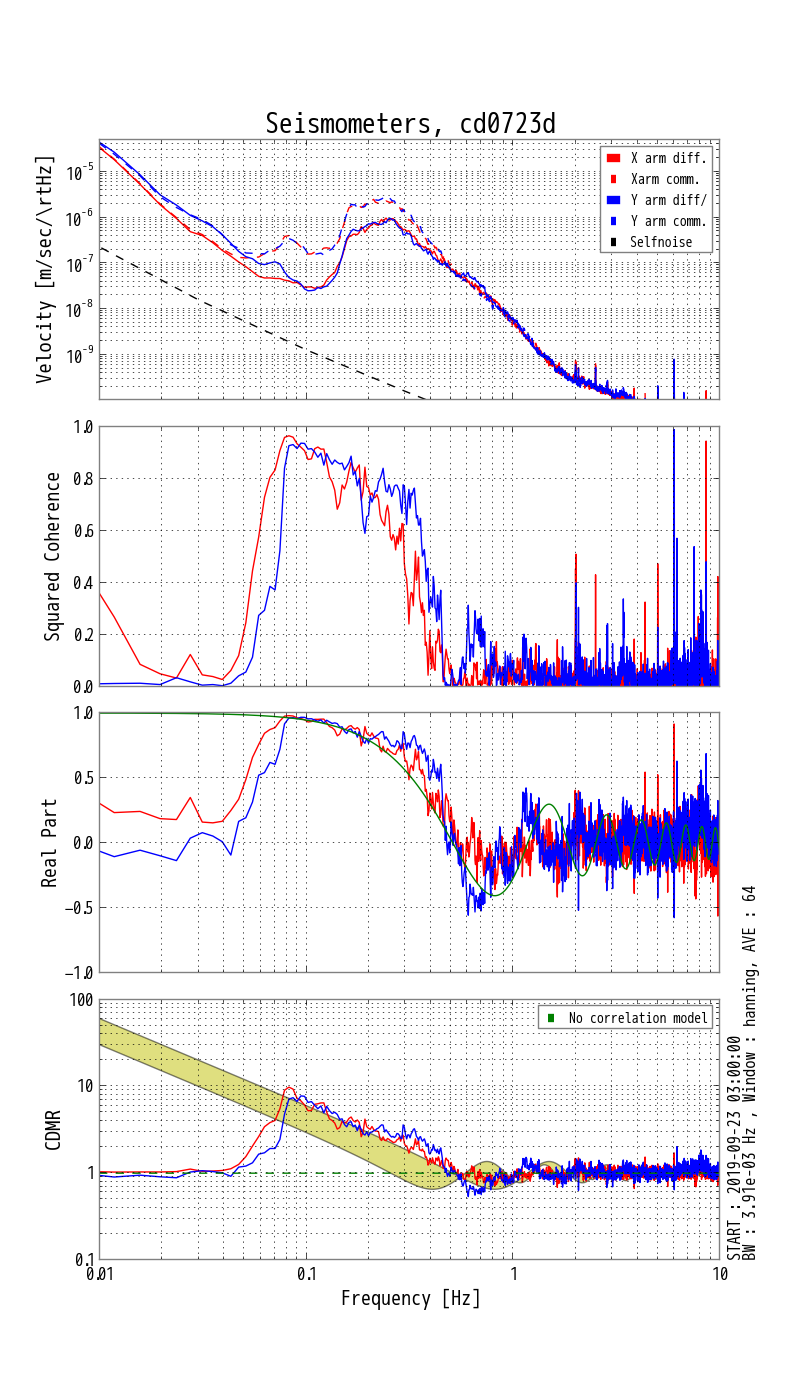 Seismometers, cd0723d
Velocity [m/sec/\rtHz]
10^-5
10^-6
10^-7
10^-8
10^-9
X arm diff.
Xarm comm.
Y arm diff/
Y arm comm.
Selfnoise
Squared Coherence
1.0
0.8
0.6
0.4
0.2
0.0
Real Part
1.0
0.5
0.0
−0.5
−1.0
CDMR
100
10
1
0.1
No correlation model
0.01
0.1
1
10
Frequency [Hz]
START : 2019-09-23 03:00:00
BW : 3.91e-03 Hz , Window : hanning, AVE : 64